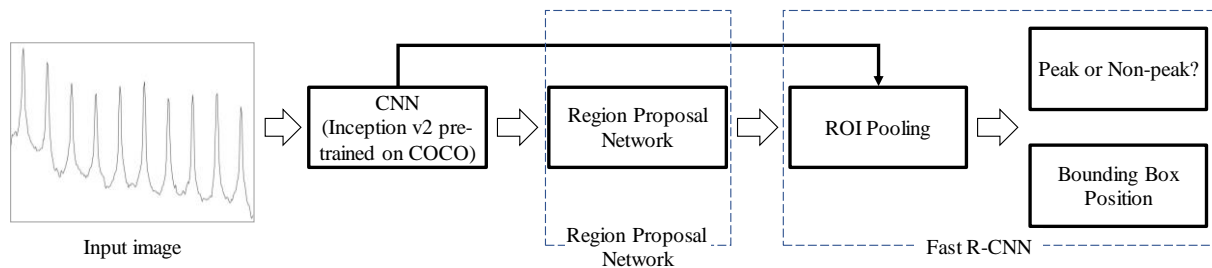 Input image
CNN
(Inception v2 pre-
trained on COCO)
Region Proposal
Network
Region Proposal
Network
ROI Pooling
Peak or Non-peak?
Bounding Box
Position
Fast R-CNN